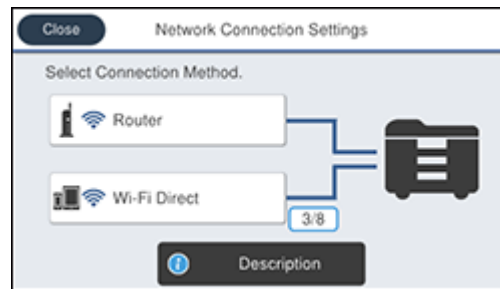 Close
Network Connection Settings
Select Connection Method.
Router
Wi-Fi Direct
3/8
Description